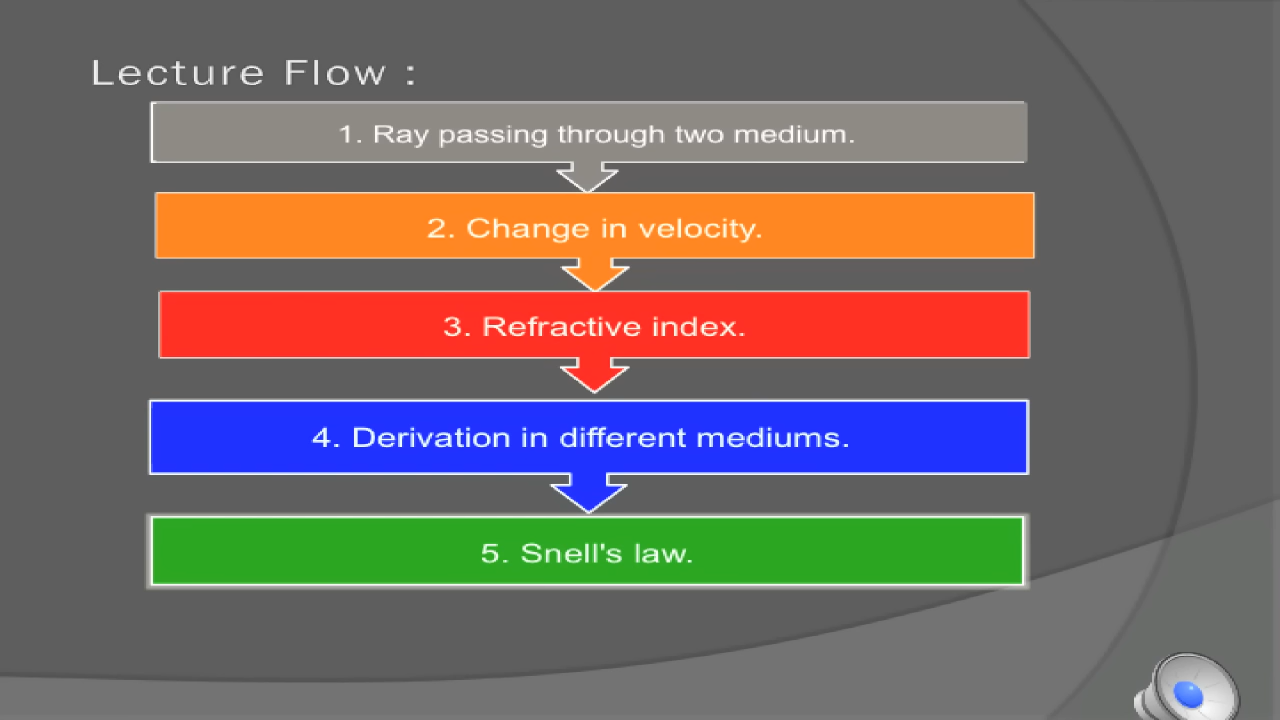 Lecture Flow :
1. Ray passing through two medium.
2. Change in velocity.
3. Refractive index.
4. Derivation in different mediums.
5. Snell's law.